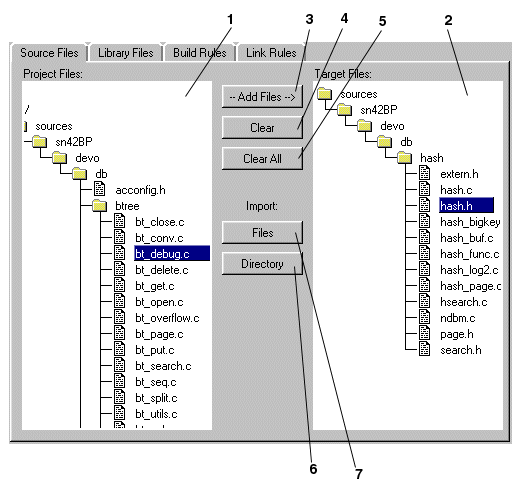 1 3 4 5 2
Source Files Library Files Build Rules Link Rules
Project Files:
/
sources
sn42BP
devo
db
acconfig.h
btree
bt_close.c
bt_conv.c
bt_debug.c
bt_delete.c
bt_get.c
bt_open.c
bt_overflow.c
bt_page.c
bt_put.c
bt_search.c
bt_seq.c
bt_split.c
bt_utils.c
-- Add Files -->
Clear
Clear All
Import:
Files
Directory
Target Files:
sources
sn42BP
devo
db
hash
extern.h
hash.c
hash.h
hash_bigkey
hash_buf.c
hash_func.c
hash_log2.c
hash_page.c
hsearch.c
ndbm.c
page.h
search.h
6 7